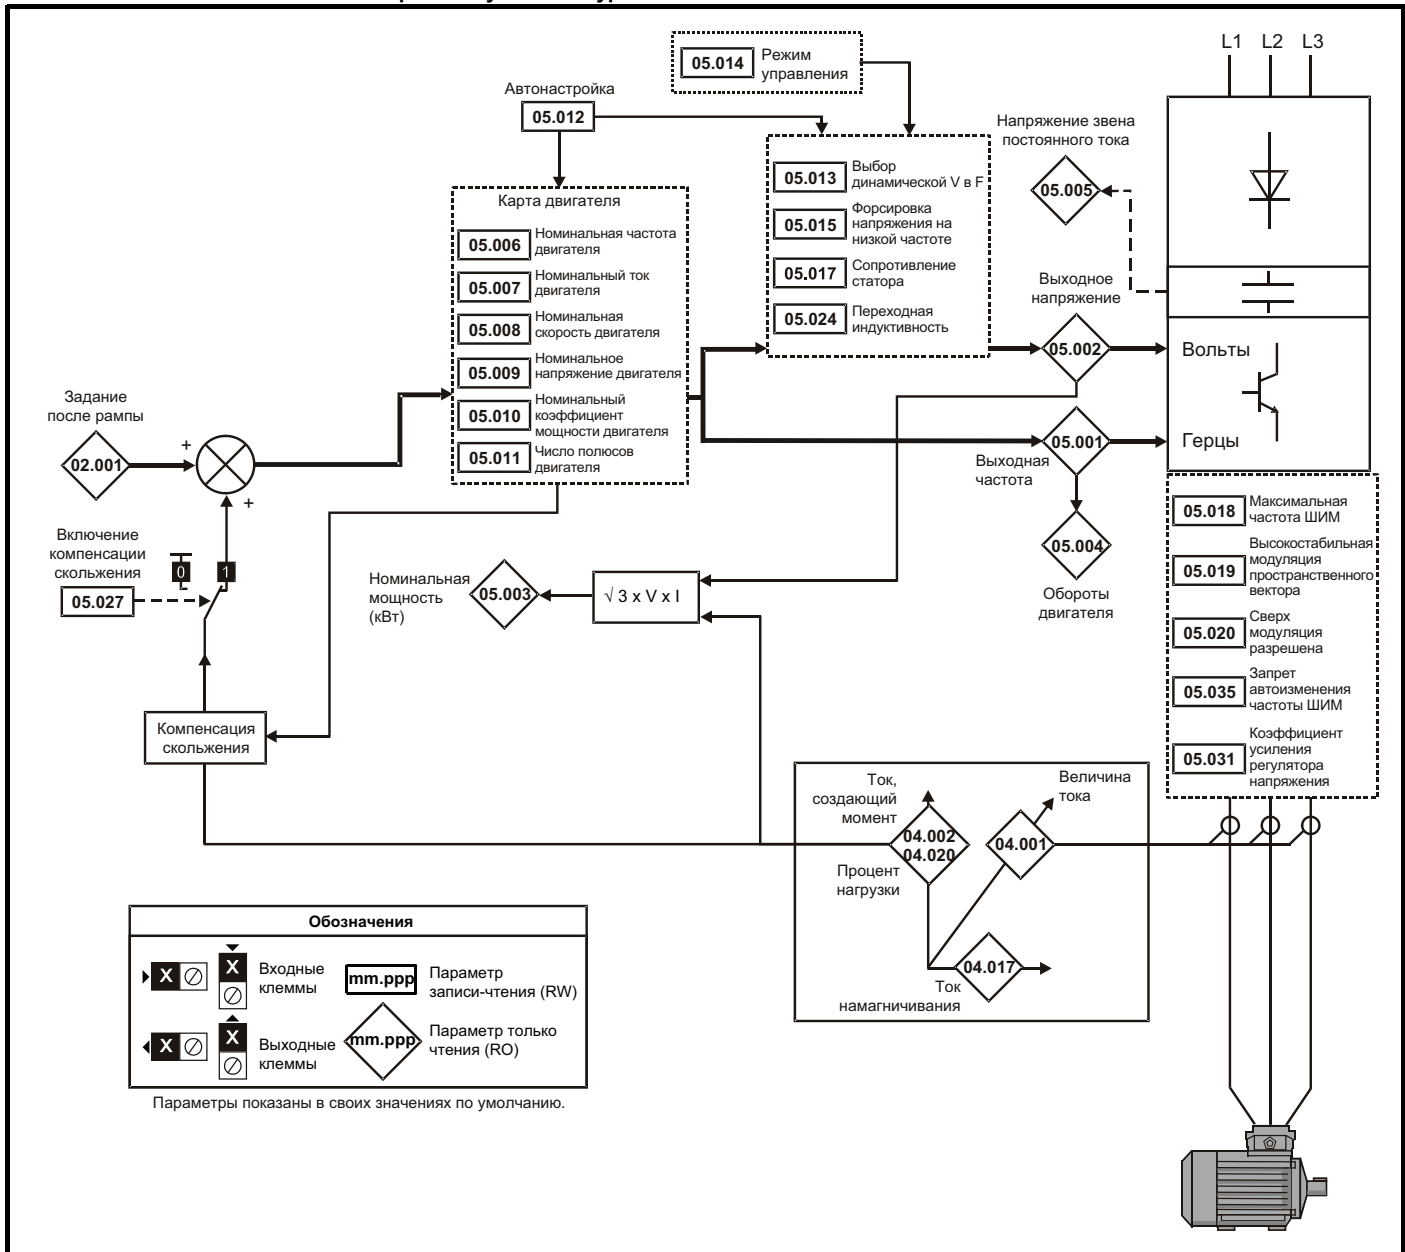 L1 L2 L3
05.014
Режим
управления
Автонастройка
05.012
Напряжение звена
постоянного тока
05.005
05.013
Выбор
динамической V в F
05.015
Форсировка
напряжения на
низкой частоте
05.017
Сопротивление
статора
05.024
Переходная
индуктивность
Карта двигателя
05.006
Номинальная частота
двигателя
05.007
Номинальный ток
двигателя
05.008
Номинальная
скорость двигателя
05.009
Номинальное
напряжение двигателя
05.010
Номинальный
коэффициент
мощности двигателя
05.011
Число полюсов
двигателя
Выходное
напряжение
05.002
Вольты
Задание
после рампы
02.001
+
+
05.001
Герцы
Выходная
частота
05.004
Обороты
двигателя
Включение
компенсации
скольжения
05.027
0
1
Номинальная
мощность
(кВт)
05.003
√ 3 x V x I
05.018
Максимальная
частота ШИМ
05.019
Высокостабильная
модуляция
пространственного
вектора
05.020
Сверх
модуляция
разрешена
05.035
Запрет
автоизменения
частоты ШИМ
05.031
Коэффициент
усиления
регулятора
напряжения
Компенсация
скольжения
Ток,
создающий
момент
04.002
04.020
Процент
нагрузки
Величина
тока
04.001
04.017
Ток
намагничивания
Обозначения
X
X
Входные
клеммы
mm.ppp
Параметр
записи-чтения (RW)
X
X
Выходные
клеммы
mm.ppp
Параметр только
чтения (RO)
Параметры показаны в своих значениях по умолчанию.